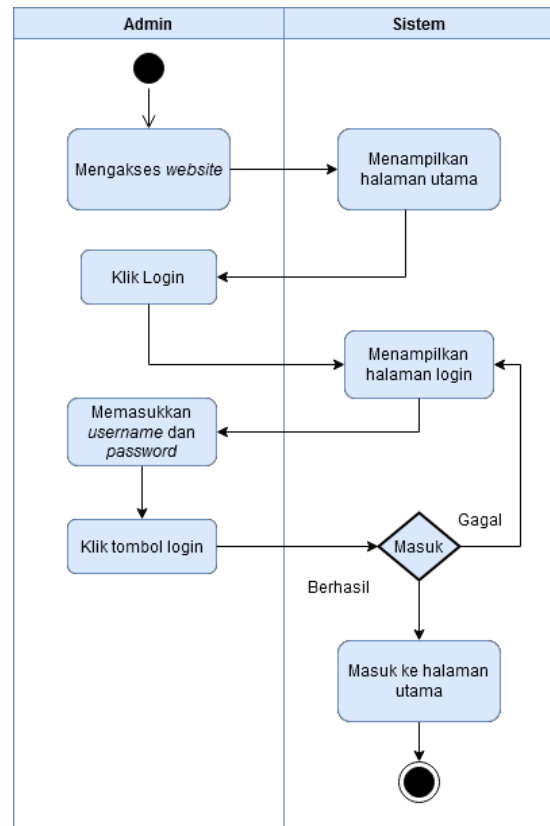 Admin
Sistem
Mengakses website
Menampilkan
halaman utama
Klik Login
Menampilkan
halaman login
Memasukkan
username dan
password
Klik tombol login
Masuk
Gagal
Berhasil
Masuk ke halaman
utama